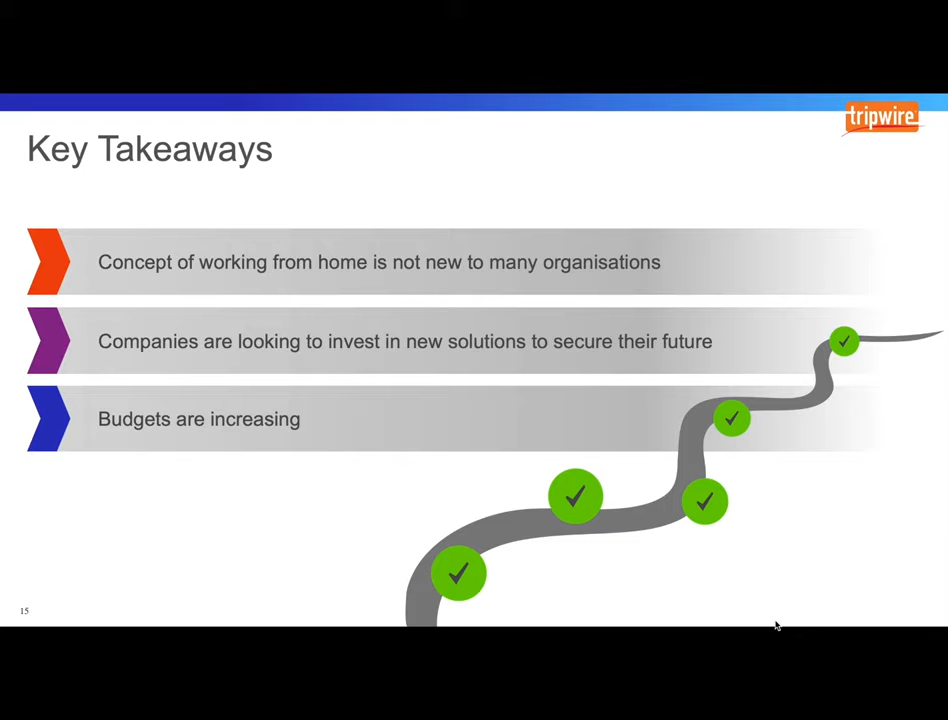 tripwire
Key Takeaways
Concept of working from home is not new to many organisations
Companies are looking to invest in new solutions to secure their future
Budgets are increasing
15